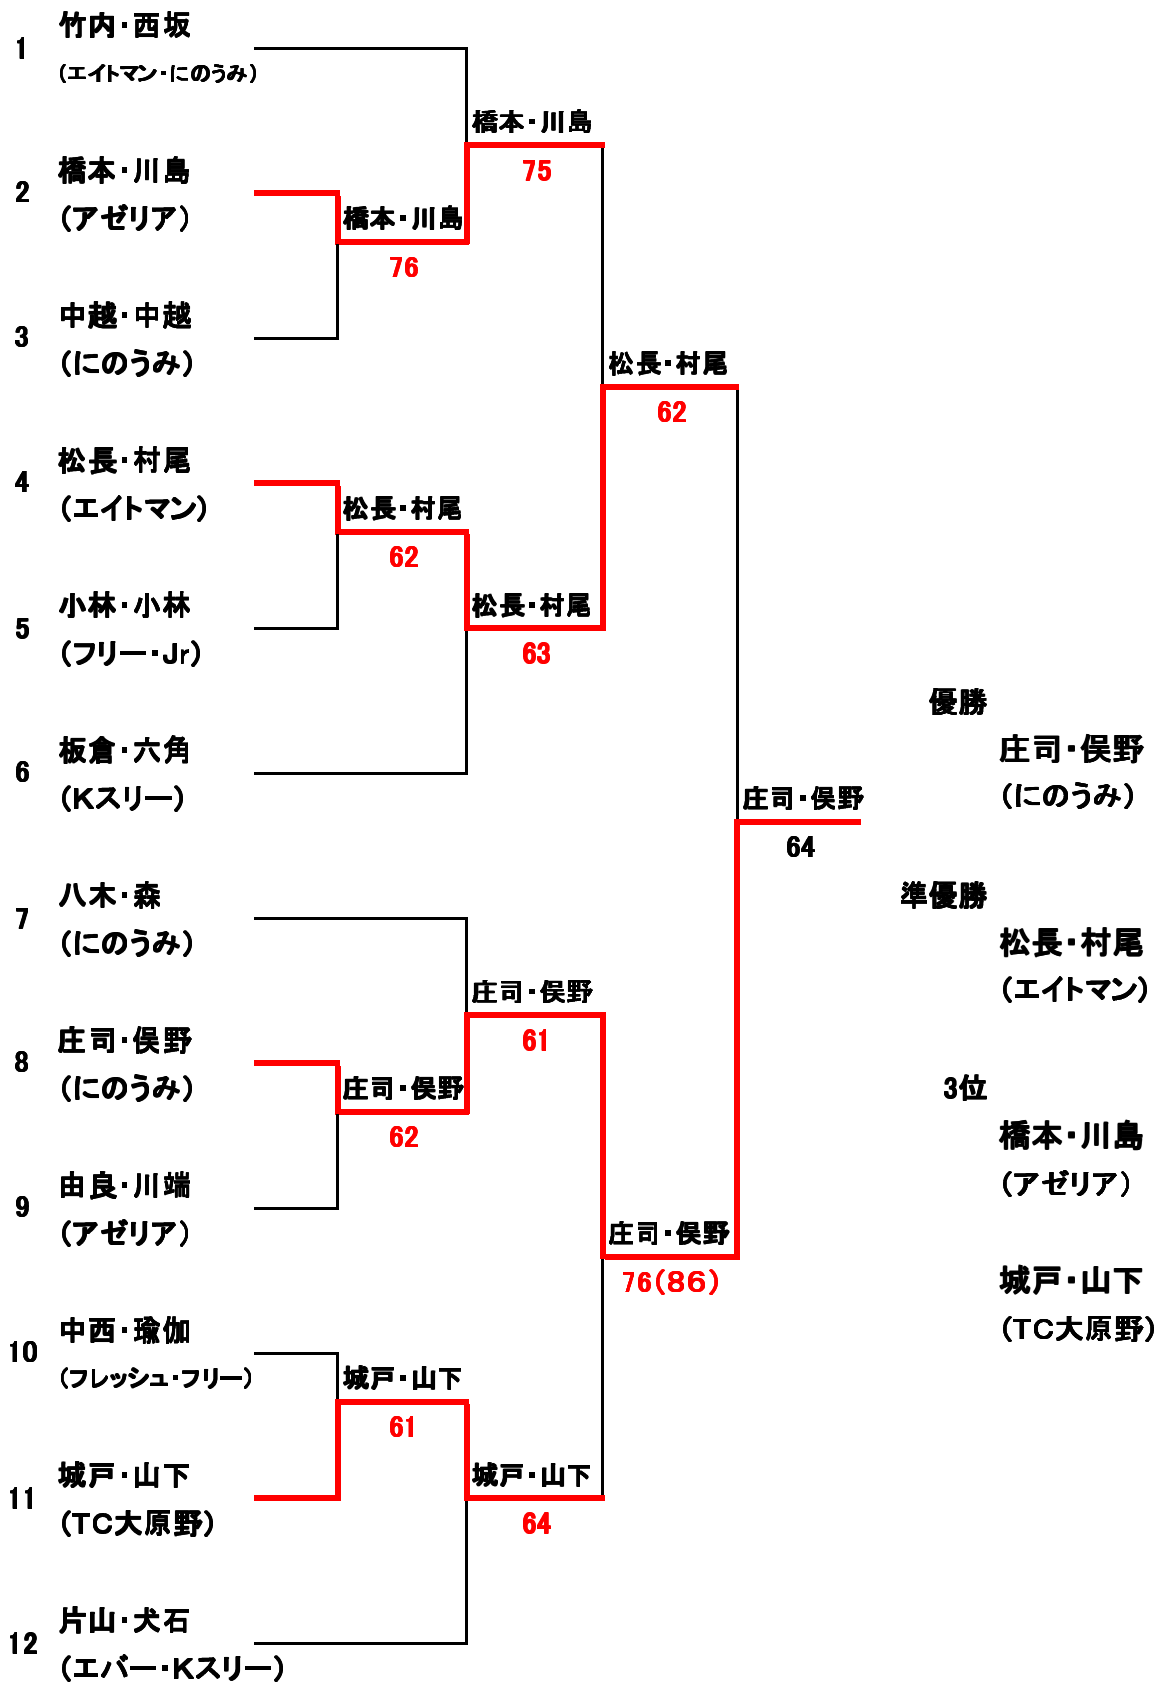 1
竹内・西坂
(エイトマン・にのうみ)
2
橋本・川島
(アゼリア)
3
中越・中越
(にのうみ)
4
松長・村尾
(エイトマン)
5
小林・小林
(フリー・Jr)
6
板倉・六角
(Kスリー)
7
八木・森
(にのうみ)
8
庄司・俣野
(にのうみ)
9
由良・川端
(アゼリア)
10
中西・瑜伽
(フレッシュ・フリー)
11
城戸・山下
(TC大原野)
12
片山・犬石
(エバー・Kスリー)
橋本・川島
76
松長・村尾
62
庄司・俣野
62
城戸・山下
61
橋本・川島
75
松長・村尾
63
庄司・俣野
61
城戸・山下
64
松長・村尾
62
庄司・俣野
76(86)
庄司・俣野
64
優勝
庄司・俣野
(にのうみ)
準優勝
松長・村尾
(エイトマン)
3位
橋本・川島
(アゼリア)
城戸・山下
(TC大原野)